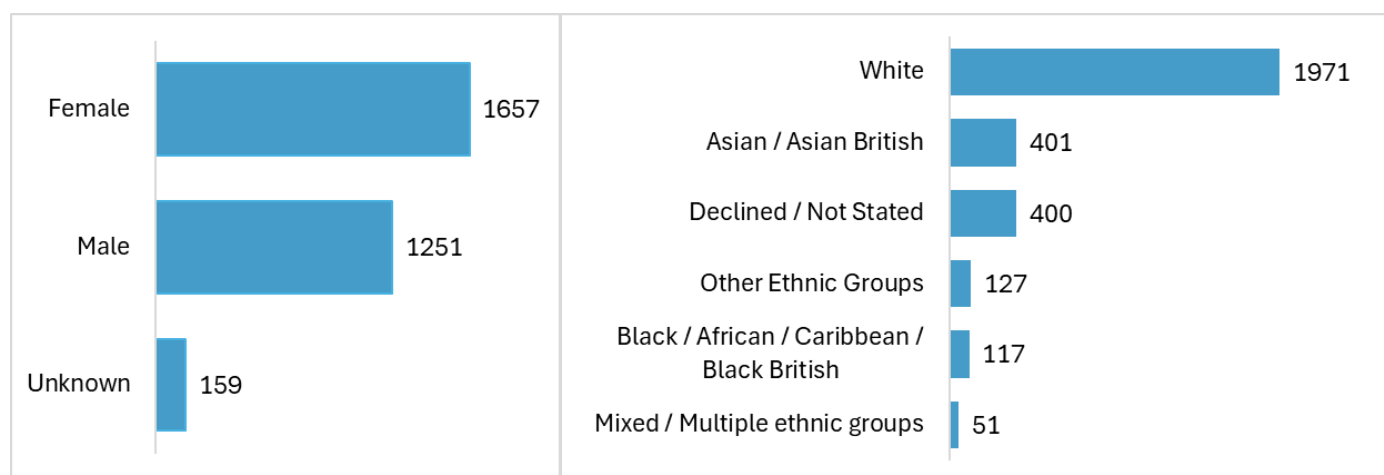 Female
1657
Male
1251
Unknown
159
White
1971
Asian / Asian British
401
Declined / Not Stated
400
Other Ethnic Groups
127
Black / African / Caribbean /
Black British
117
Mixed / Multiple ethnic groups
51